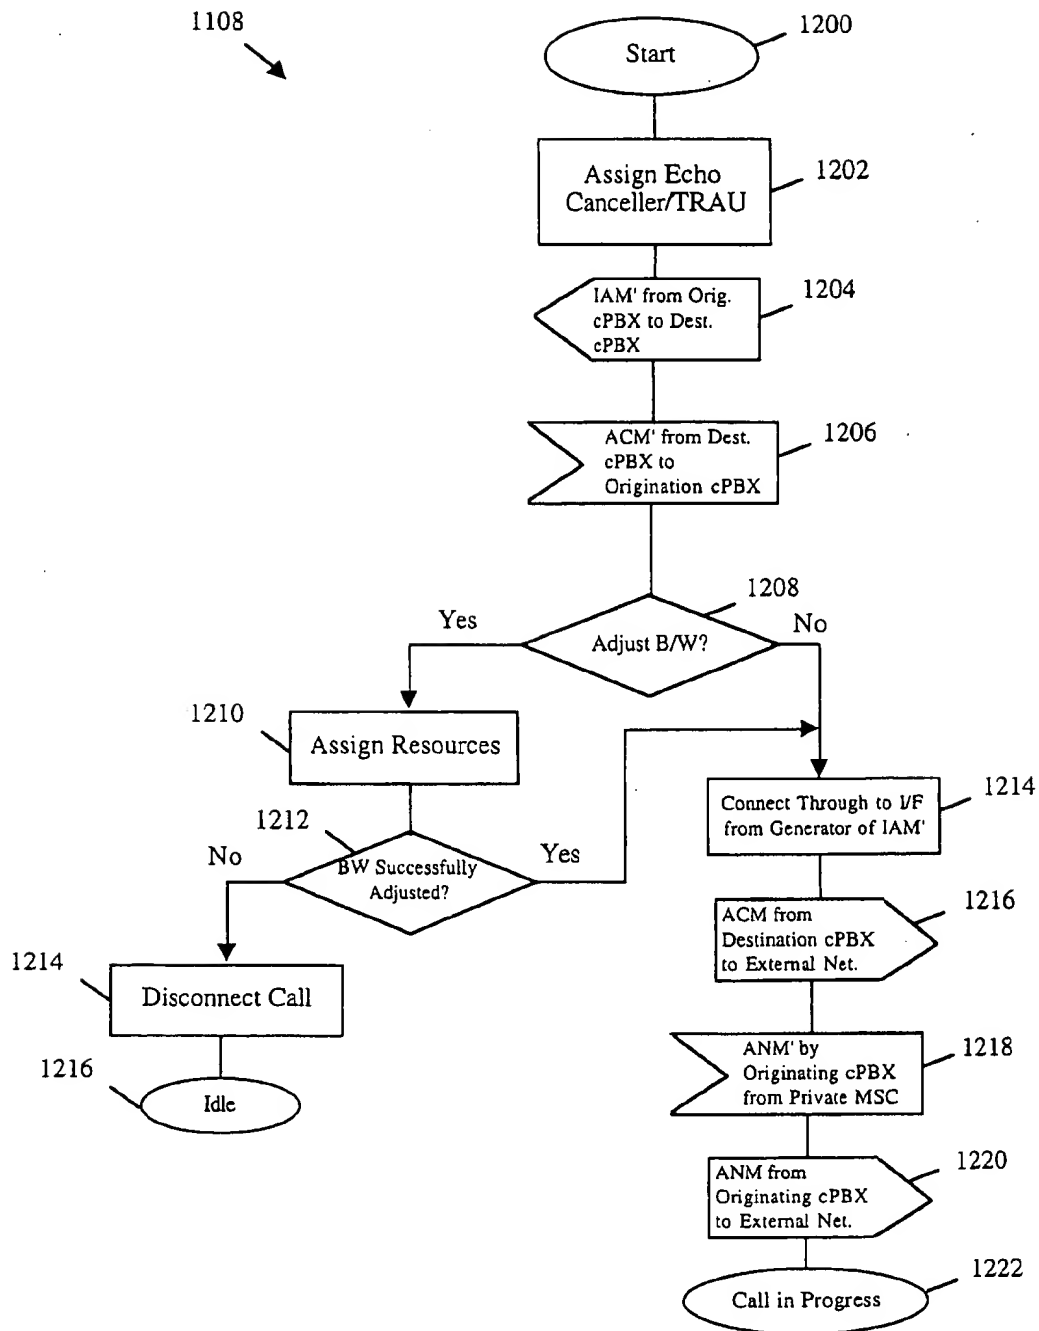 1108
1200
Start
1202
Assign Echo
Canceller/TRAU
1204
IAM' from Orig.
cPBX to Dest.
cPBX
1206
ACM' from Dest.
cPBX to
Origination cPBX
1208
Yes
Adjust B/W?
No
1210
Assign Resources
1214
Connect Through to I/F
from Generator of IAM'
1212
No
BW Successfully
Adjusted?
Yes
1216
ACM from
Destination cPBX
to External Net.
1214
Disconnect Call
1218
ANM' by
Originating cPBX
from Private MSC
1216
Idle
1220
ANM from
Originating cPBX
to External Net.
1222
Call in Progress